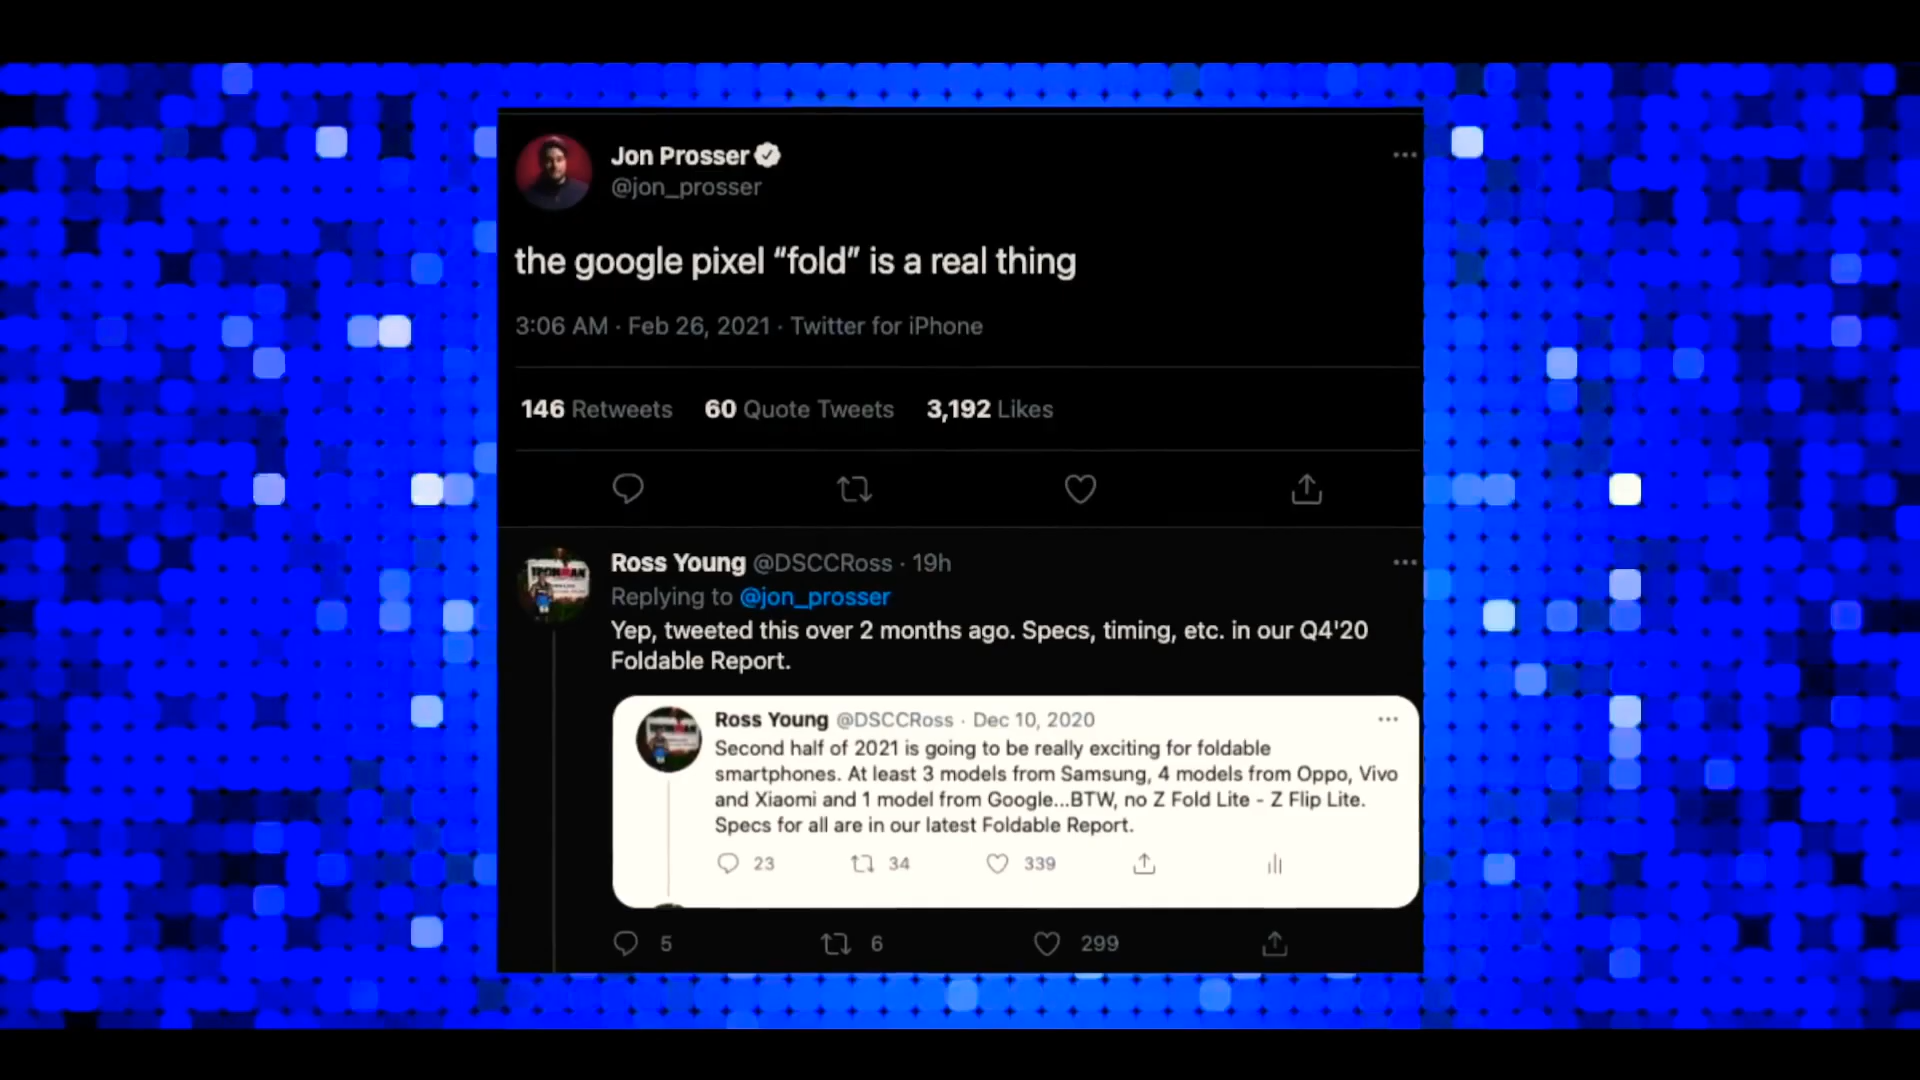 Jon Prosser
@jon_prosser
the google pixel “fold” is a real thing
3:06 AM · Feb 26, 2021 · Twitter for iPhone
146 Retweets 60 Quote Tweets 3,192 Likes
Ross Young @DSCCRoss · 19h
Replying to @jon_prosser
Yep, tweeted this over 2 months ago. Specs, timing, etc. in our Q4'20
Foldable Report.
Ross Young @DSCCRoss · Dec 10, 2020
Second half of 2021 is going to be really exciting for foldable
smartphones. At least 3 models from Samsung, 4 models from Oppo, Vivo
and Xiaomi and 1 model from Google...BTW, no Z Fold Lite - Z Flip Lite.
Specs for all are in our latest Foldable Report.
23 34 339
5 6 299